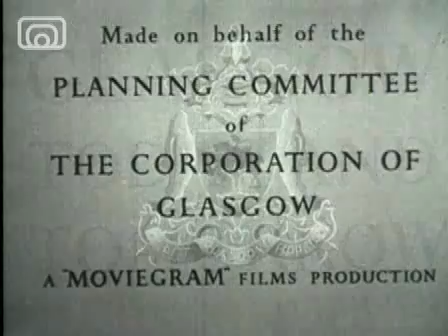 Made on behalf of the
PLANNING COMMITTEE
of
THE CORPORATION OF
GLASGOW
A "MOVIEGRAM" FILMS PRODUCTION